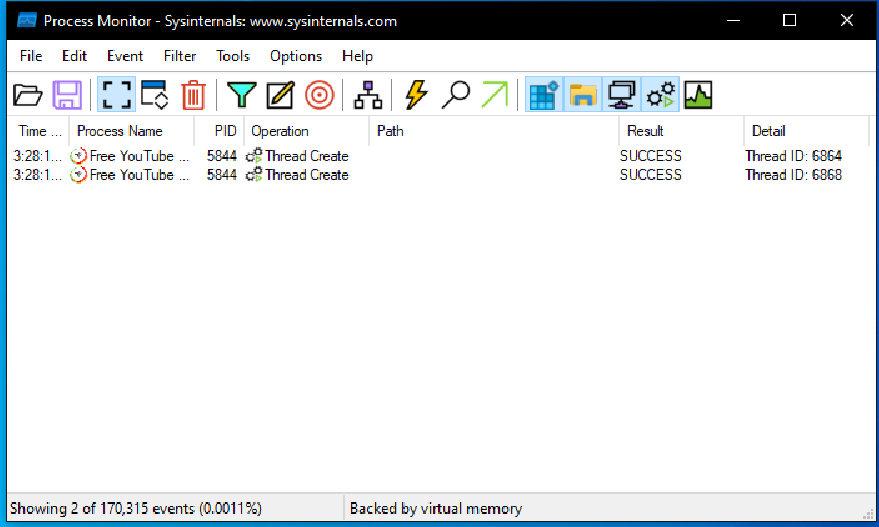 Process Monitor - Sysinternals: www.sysinternals.com
File Edit Event Filter Tools Options Help
Time ... Process Name PID Operation Path Result Detail
3:28:1... Free YouTube ... 5844 Thread Create SUCCESS Thread ID: 6864
3:28:1... Free YouTube ... 5844 Thread Create SUCCESS Thread ID: 6868
Showing 2 of 170,315 events (0.0011%) Backed by virtual memory